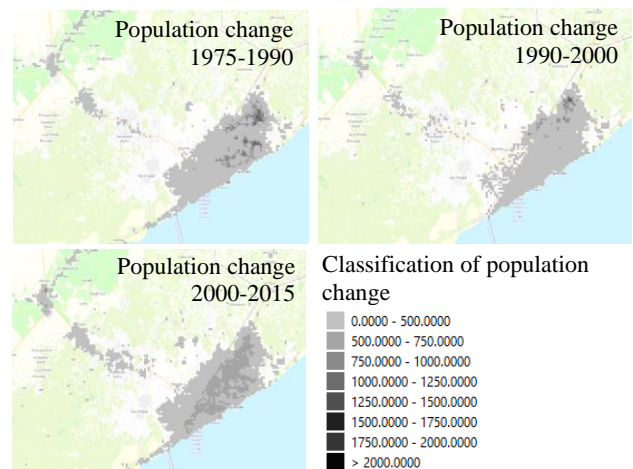 Population change
1975-1990
Population change
1990-2000
Population change
2000-2015
Classification of population
change
0.0000 - 500.0000
500.0000 - 750.0000
750.0000 - 1000.0000
1000.0000 - 1250.0000
1250.0000 - 1500.0000
1500.0000 - 1750.0000
1750.0000 - 2000.0000
> 2000.0000